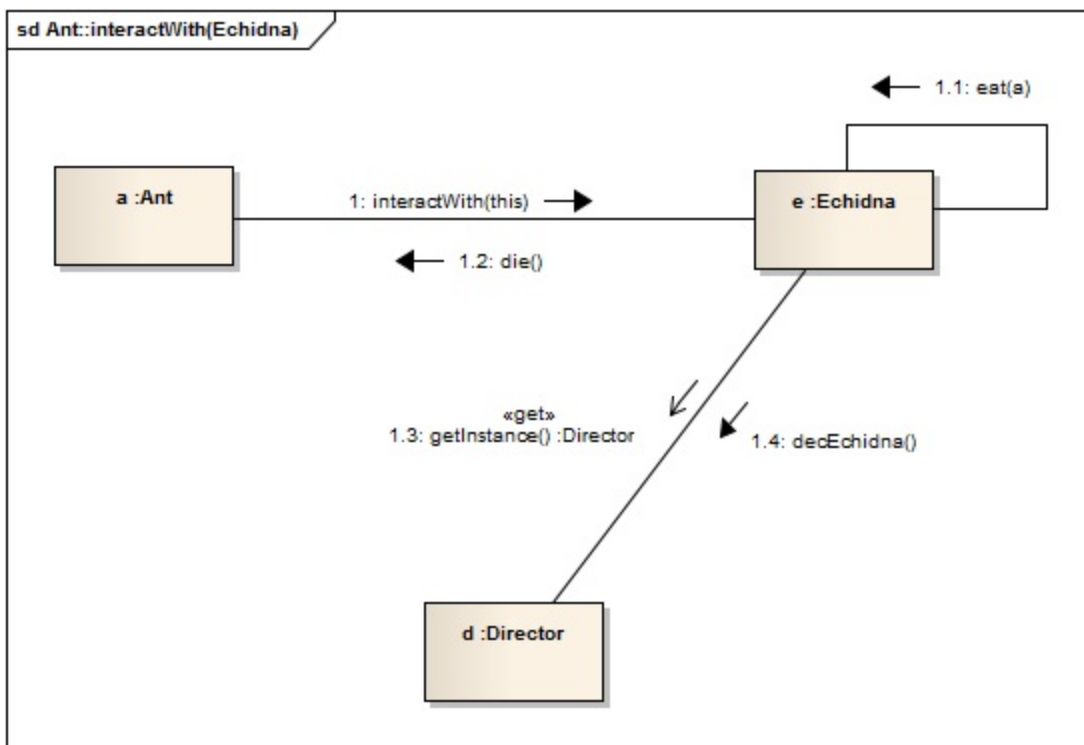 sd Ant::interactWith(Echidna)
1.1: eat(a)
a :Ant
1: interactWith(this)
e :Echidna
1.2: die()
«get»
1.3: getInstance() :Director
1.4: decEchidna()
d :Director